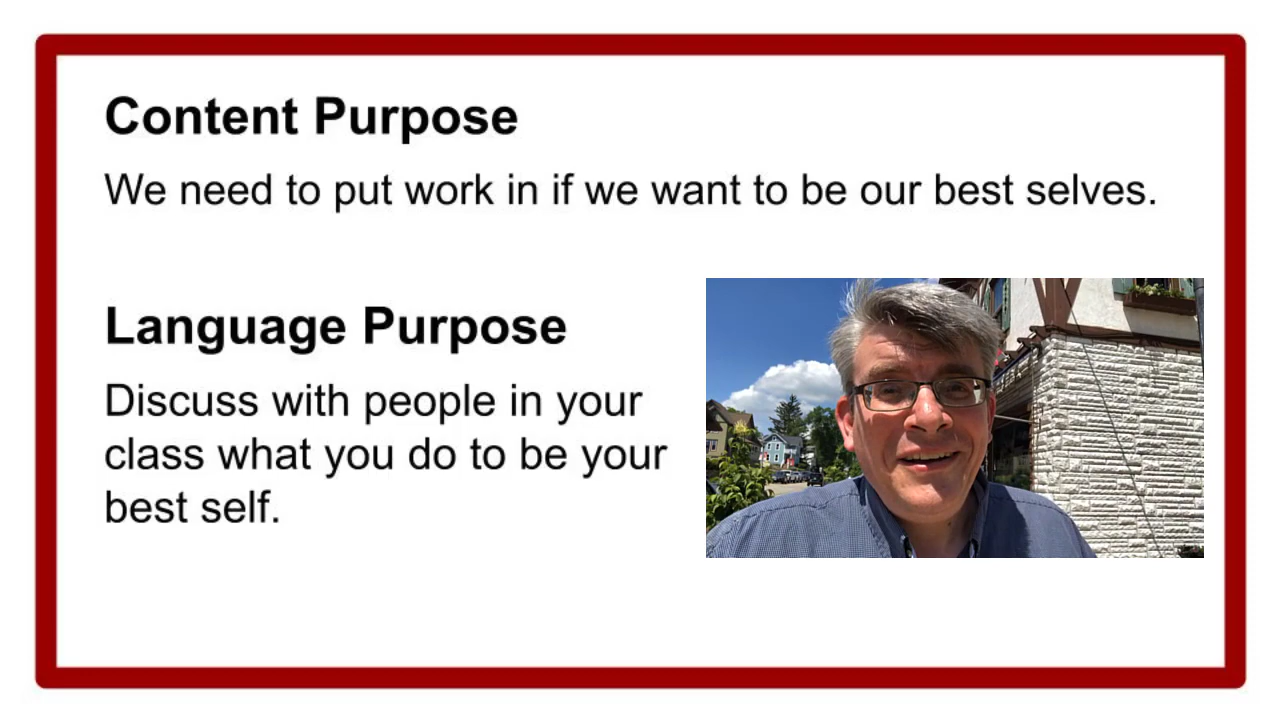 Content Purpose
We need to put work in if we want to be our best selves.
Language Purpose
Discuss with people in your
class what you do to be your
best self.